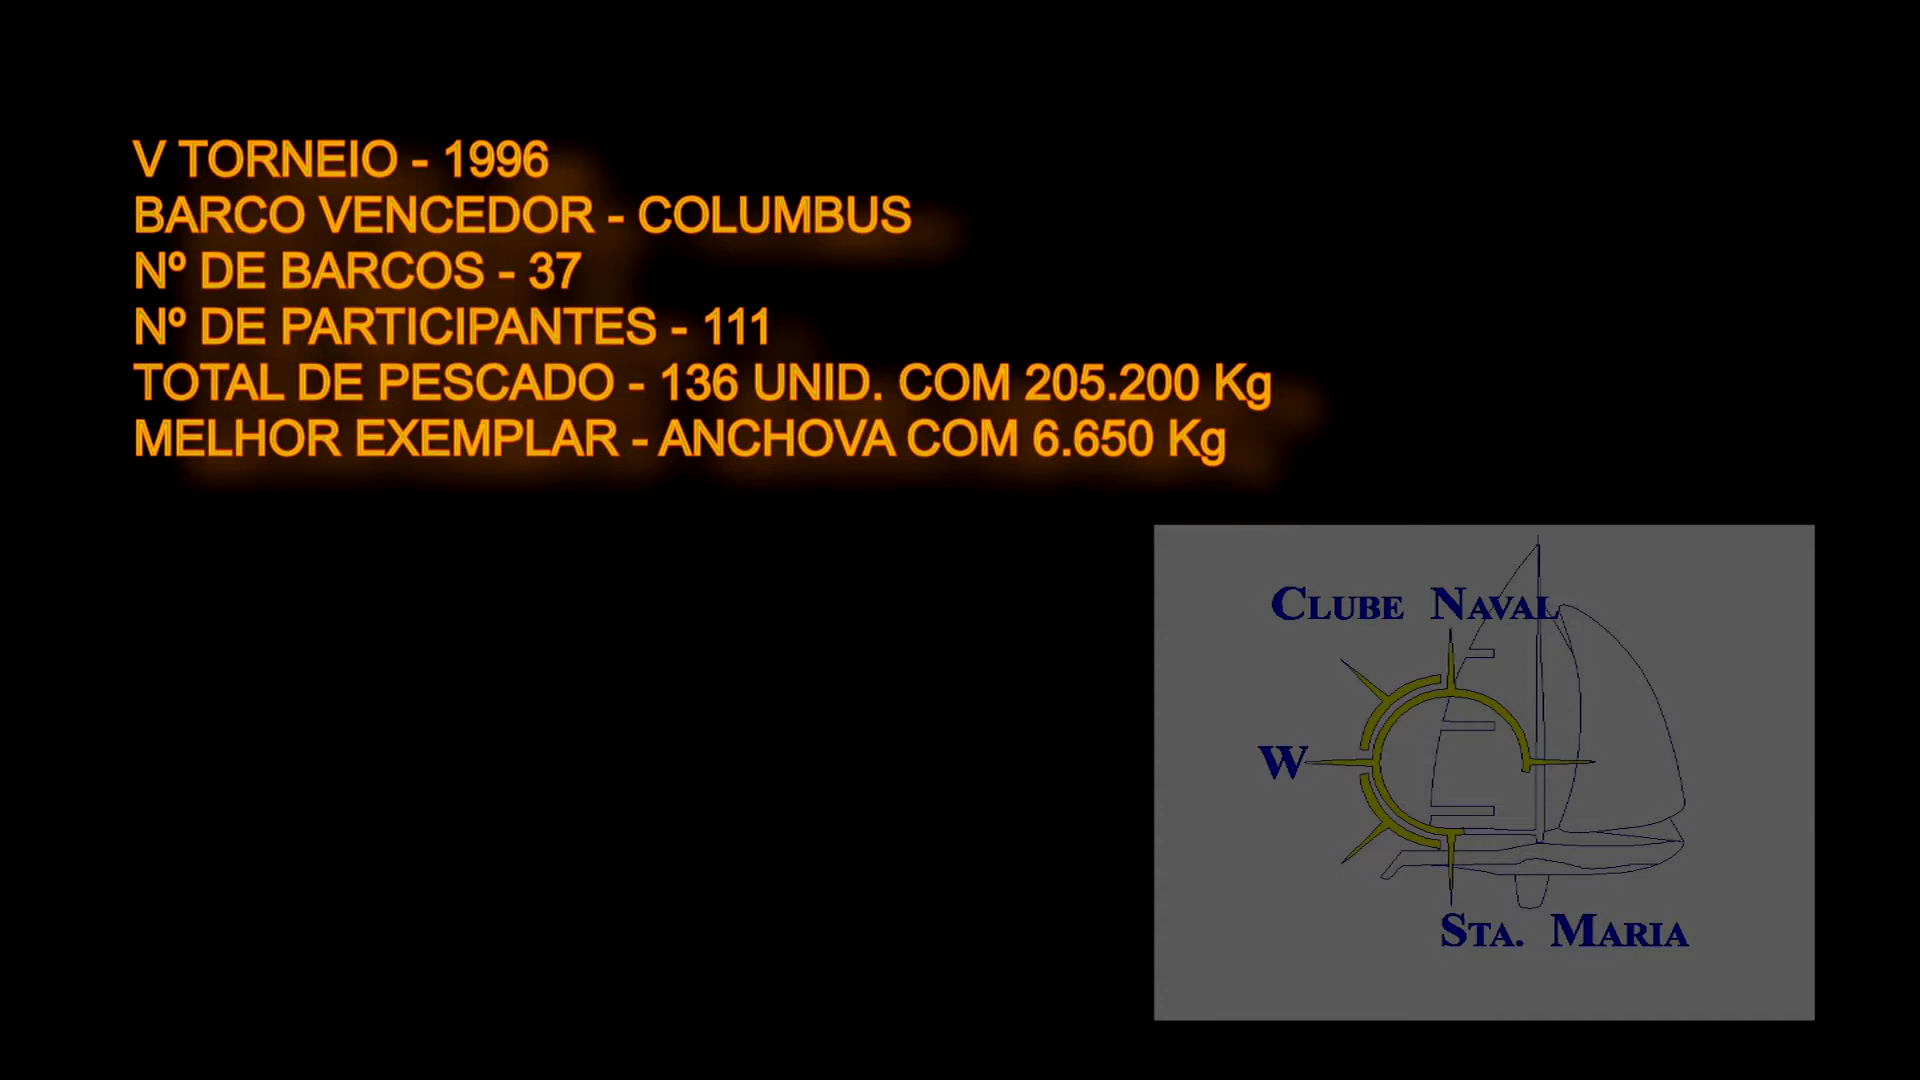 V TORNEIO - 1996
BARCO VENCEDOR - COLUMBUS
Nº DE BARCOS - 37
Nº DE PARTICIPANTES - 111
TOTAL DE PESCADO - 136 UNID. COM 205.200 Kg
MELHOR EXEMPLAR - ANCHOVA COM 6.650 Kg
CLUBE NAVAL
W
STA. MARIA